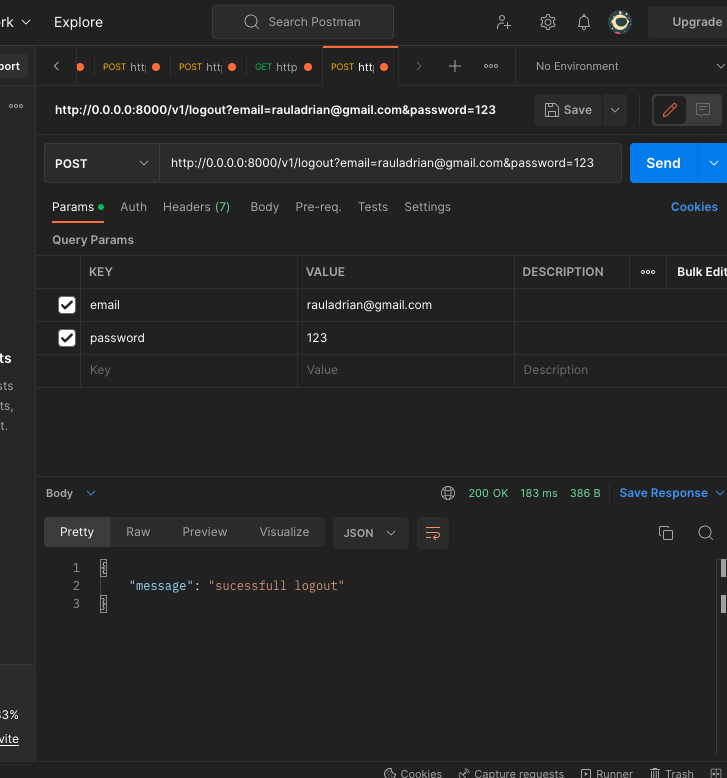 rk Explore Search Postman Upgrade
port POST http POST http GET http POST http No Environment
http://0.0.0.0:8000/v1/logout?email=rauladrian@gmail.com&password=123 Save
POST http://0.0.0.0:8000/v1/logout?email=rauladrian@gmail.com&password=123 Send
Params Auth Headers (7) Body Pre-req. Tests Settings Cookies
Query Params
KEY VALUE DESCRIPTION Bulk Edit
email rauladrian@gmail.com
password 123
ts Key Value Description
sts
ts,
t.
Body 200 OK 183 ms 386 B Save Response
Pretty Raw Preview Visualize JSON
1 {
2 "message": "sucessfull logout"
3 }
33%
vite
Cookies Capture requests Runner Trash